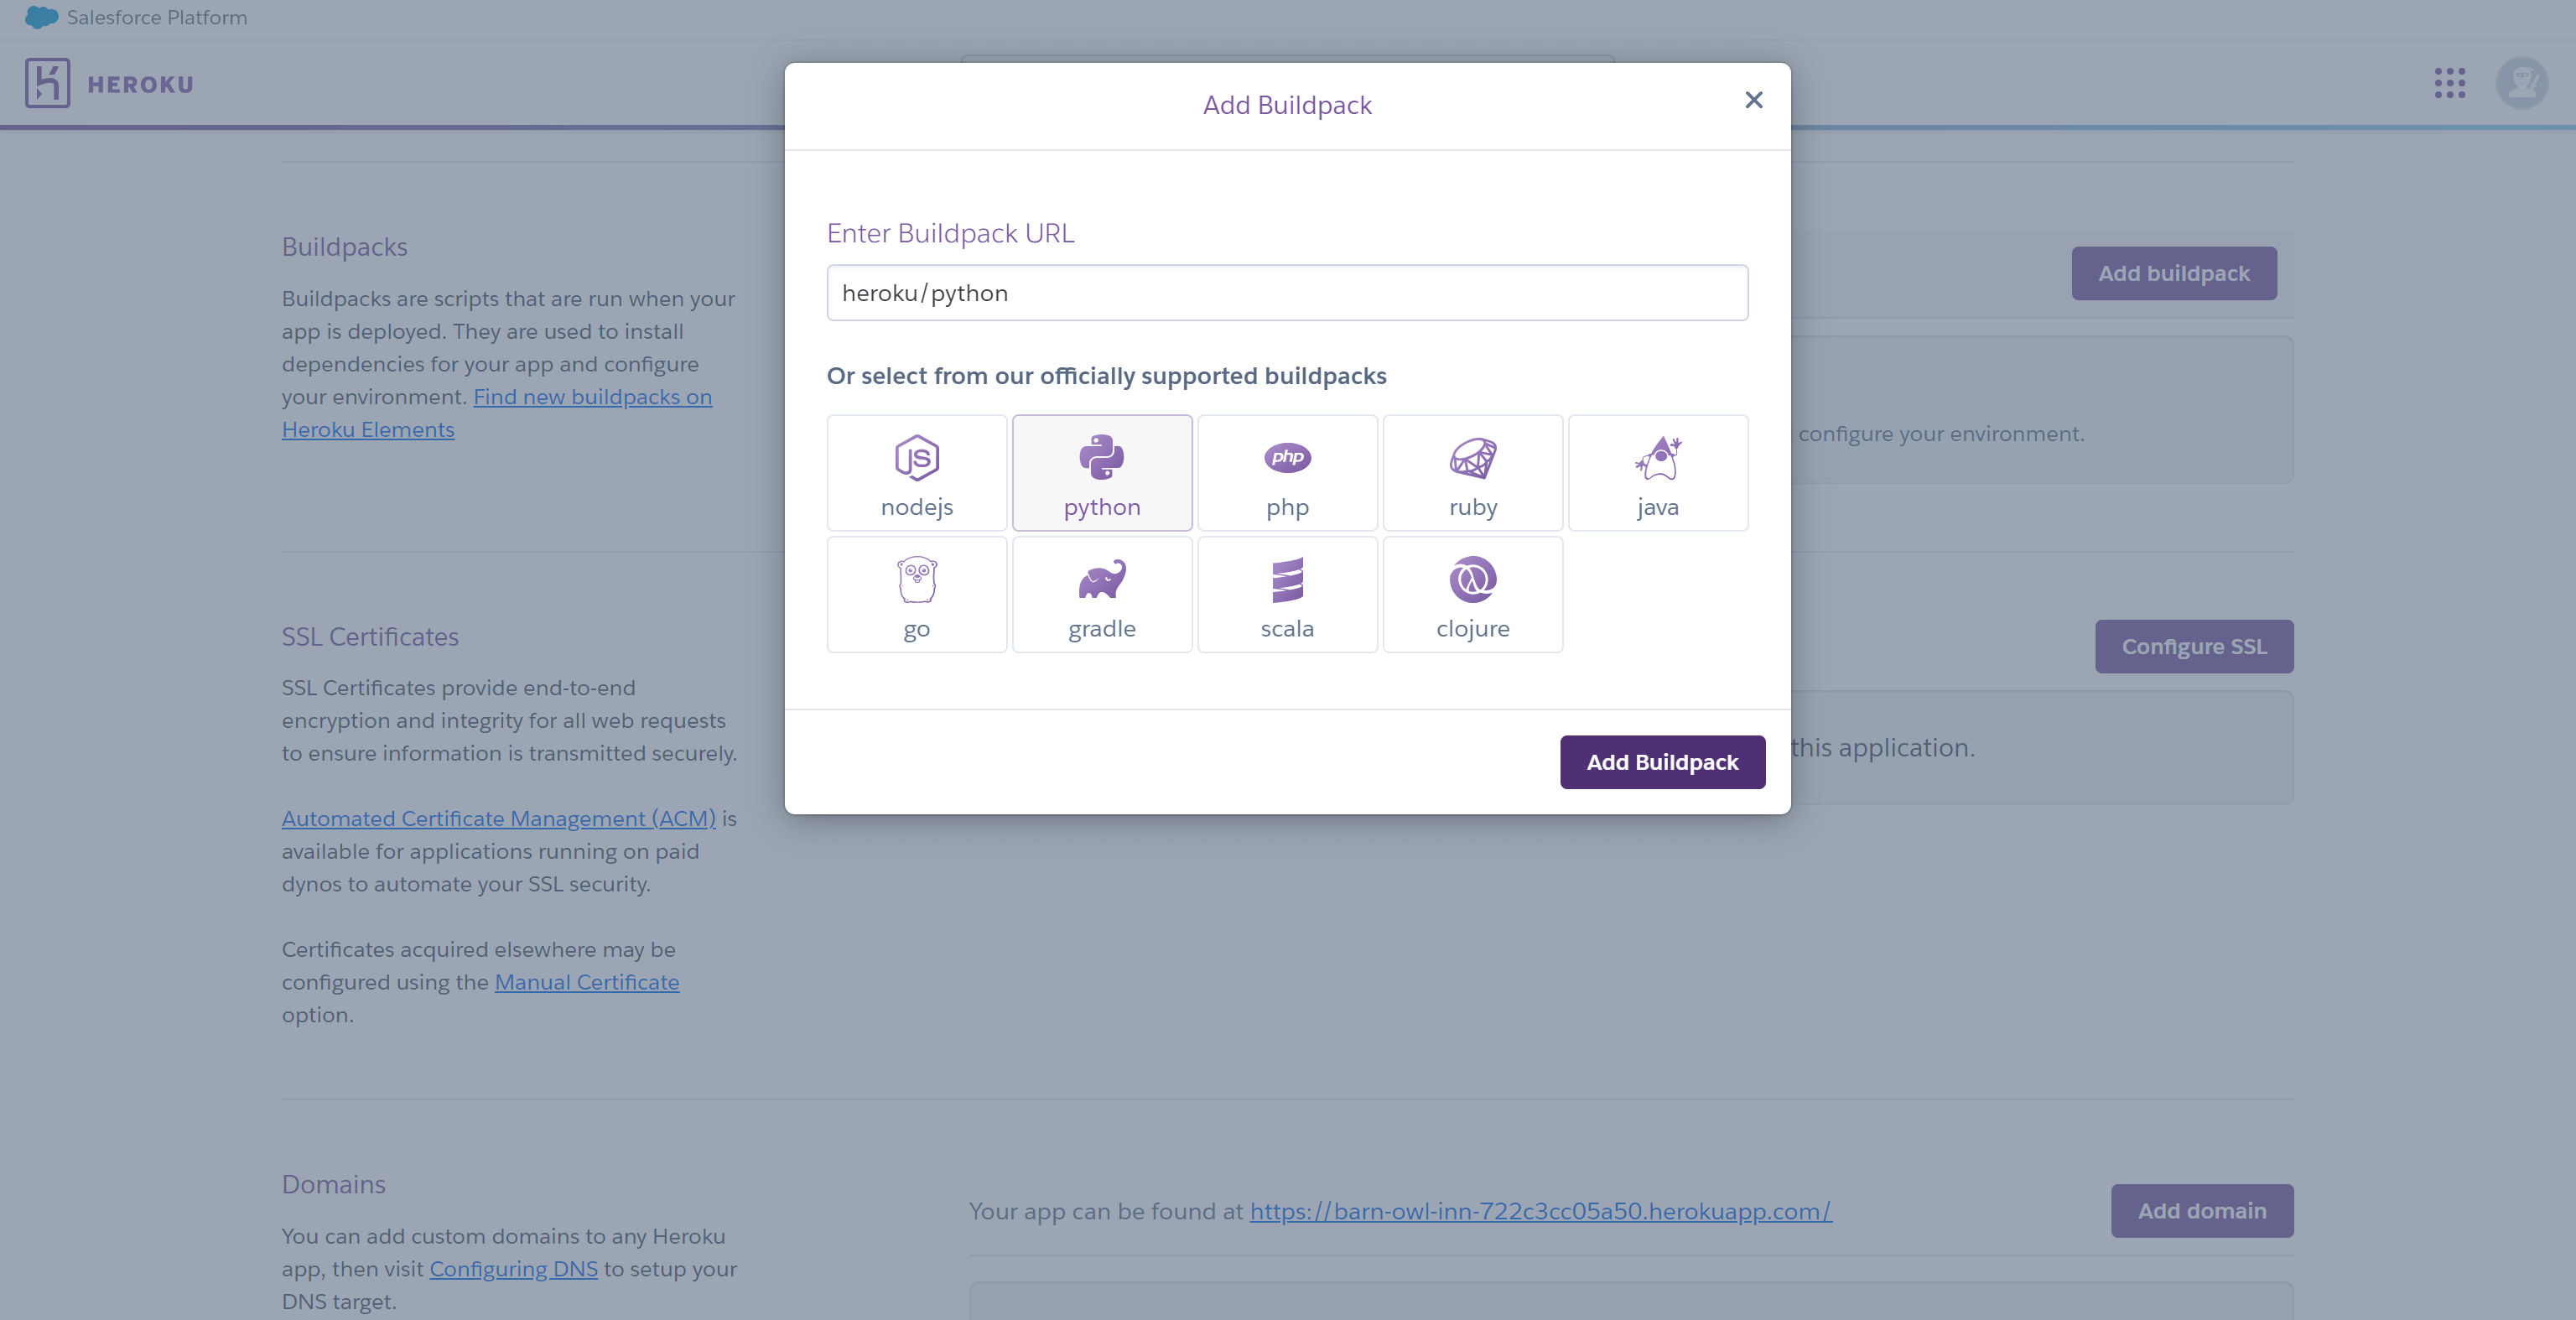 Salesforce Platform
HEROKU
Add Buildpack
Enter Buildpack URL
heroku/python
Or select from our officially supported buildpacks
JS
php
nodejs
python
php
ruby
java
go
gradle
scala
clojure
Add Buildpack
Buildpacks
Buildpacks are scripts that are run when your
app is deployed. They are used to install
dependencies for your app and configure
your environment. Find new buildpacks on
Heroku Elements
Add buildpack
configure your environment.
SSL Certificates
SSL Certificates provide end-to-end
encryption and integrity for all web requests
to ensure information is transmitted securely.
Automated Certificate Management (ACM) is
available for applications running on paid
dynos to automate your SSL security.
Certificates acquired elsewhere may be
configured using the Manual Certificate
option.
Configure SSL
this application.
Domains
You can add custom domains to any Heroku
app, then visit Configuring DNS to setup your
DNS target.
Your app can be found at https://barn-owl-inn-722c3cc05a50.herokuapp.com/
Add domain